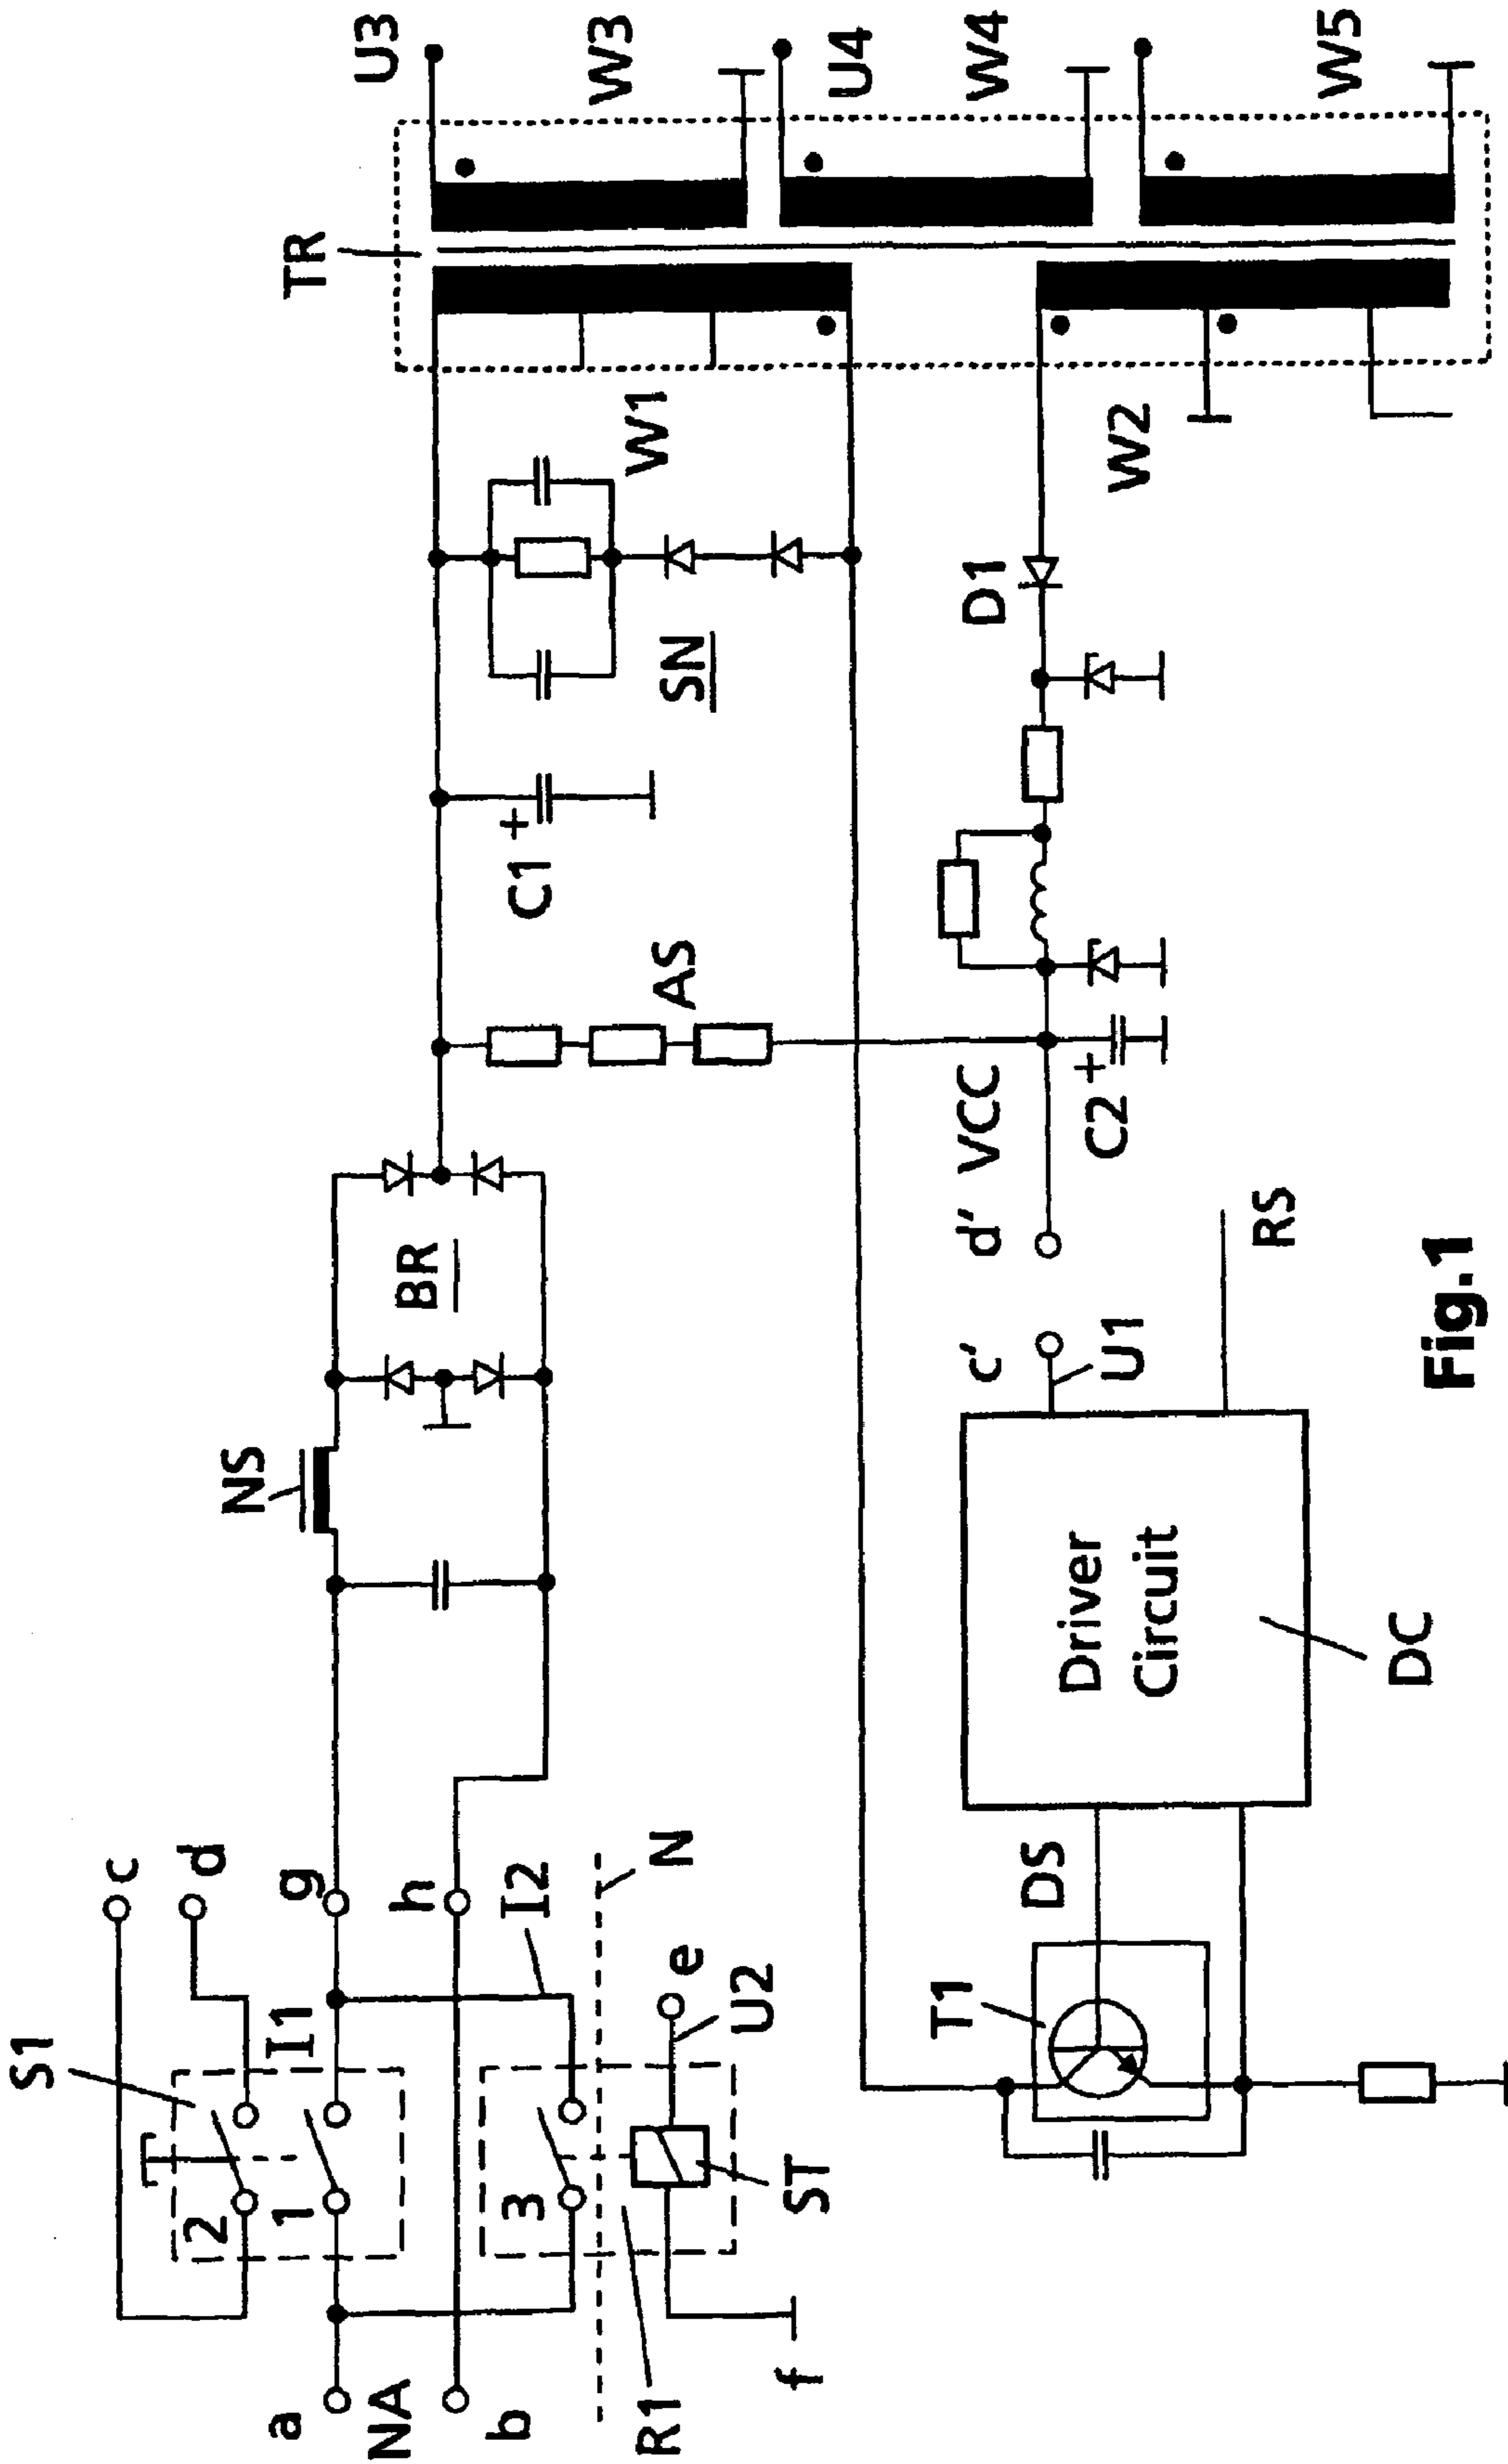 S1
c
d
2
I1
1
a
NA
b
g
h
3
I2
N
R1
e
U2
ST
f
NS
BR
AS
C1
+
SN
W1
TR
U3
W3
U4
W4
W5
W2
D1
d' VCC
C2
+
c'
U1
RS
Driver
Circuit
DC
DS
T1
Fig.1